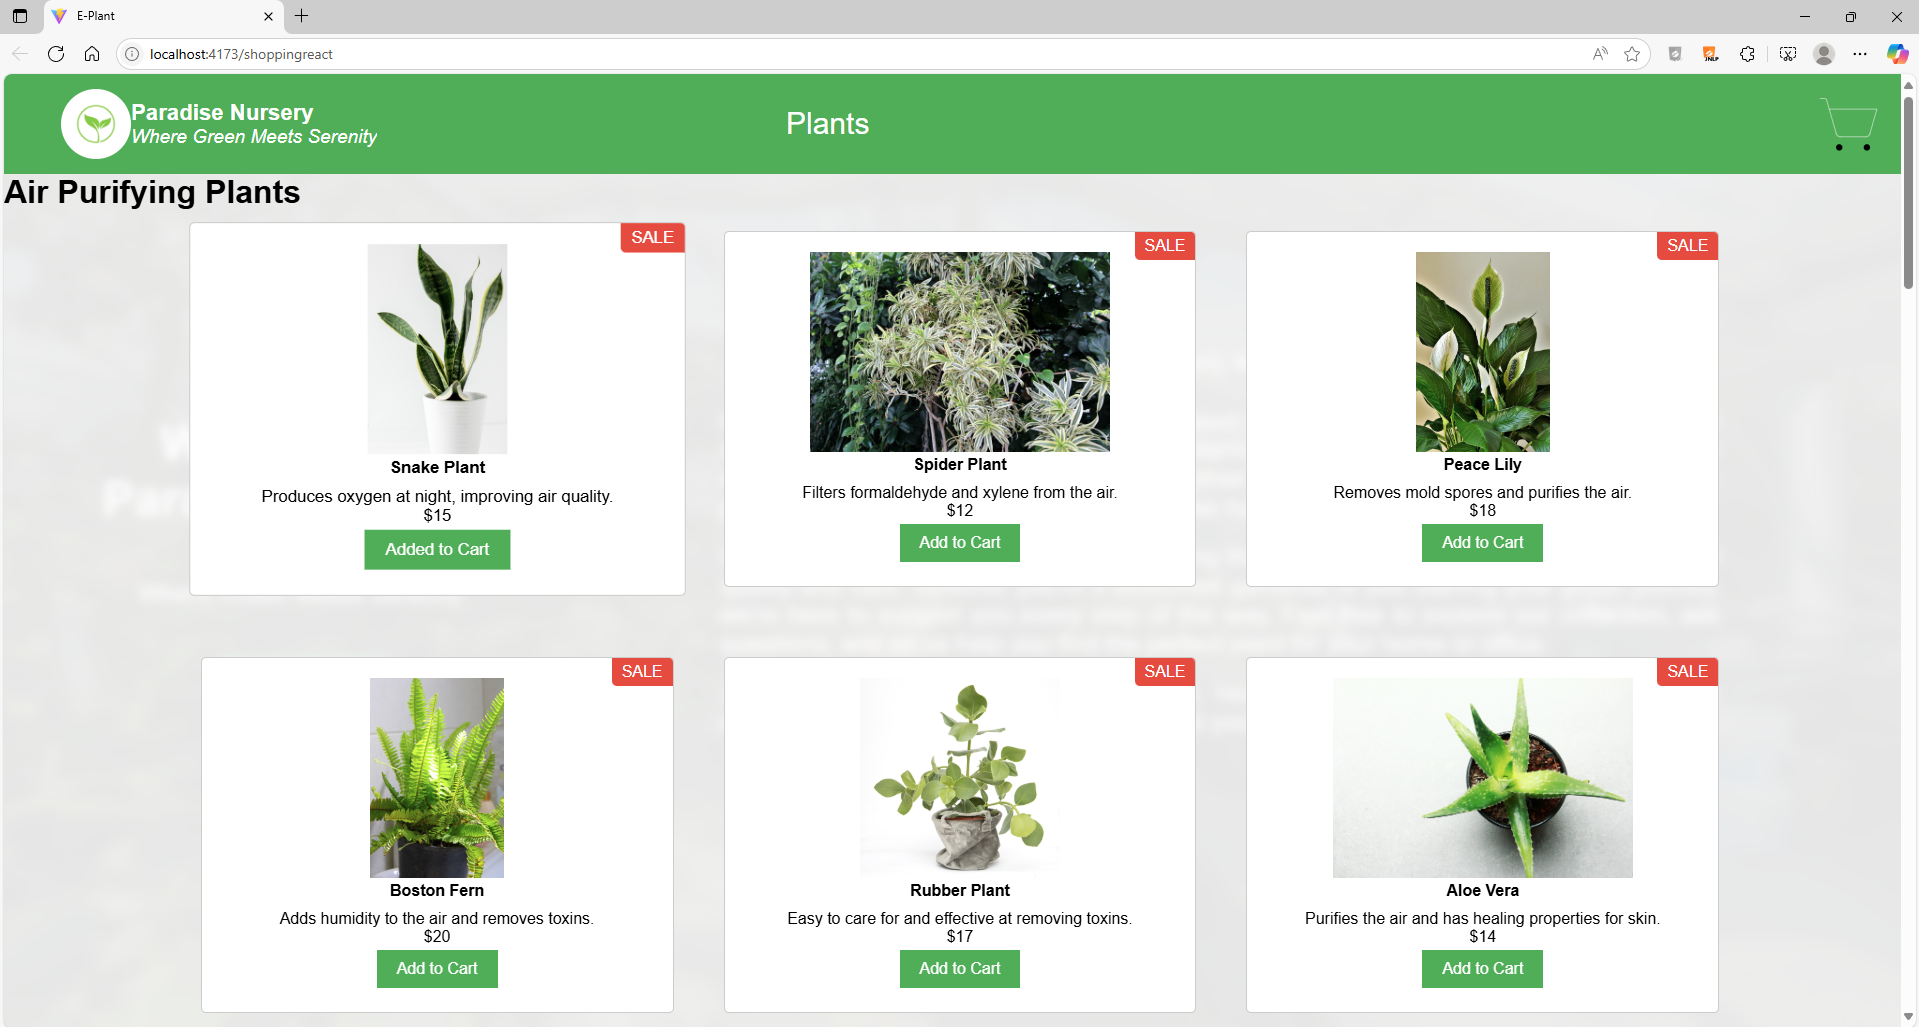 E-Plant
localhost:4173/shoppingreact
Paradise Nursery
Where Green Meets Serenity
Plants
Air Purifying Plants
SALE
Snake Plant
Produces oxygen at night, improving air quality.
$15
Added to Cart
SALE
Spider Plant
Filters formaldehyde and xylene from the air.
$12
Add to Cart
SALE
Peace Lily
Removes mold spores and purifies the air.
$18
Add to Cart
SALE
Boston Fern
Adds humidity to the air and removes toxins.
$20
Add to Cart
SALE
Rubber Plant
Easy to care for and effective at removing toxins.
$17
Add to Cart
SALE
Aloe Vera
Purifies the air and has healing properties for skin.
$14
Add to Cart